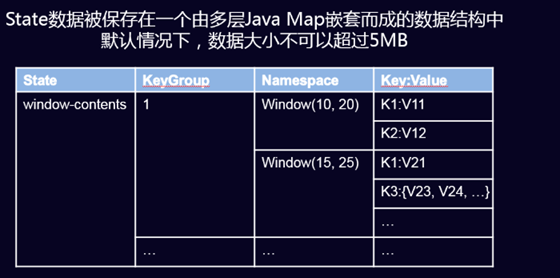 State数据被保存在一个由多层Java Map嵌套而成的数据结构中
默认情况下，数据大小不可以超过5MB
State KeyGroup Namespace Key:Value
window-contents 1 Window(10, 20) K1:V11
K2:V12
Window(15, 25) K1:V21
K3:{V23, V24, …}
…
… … …